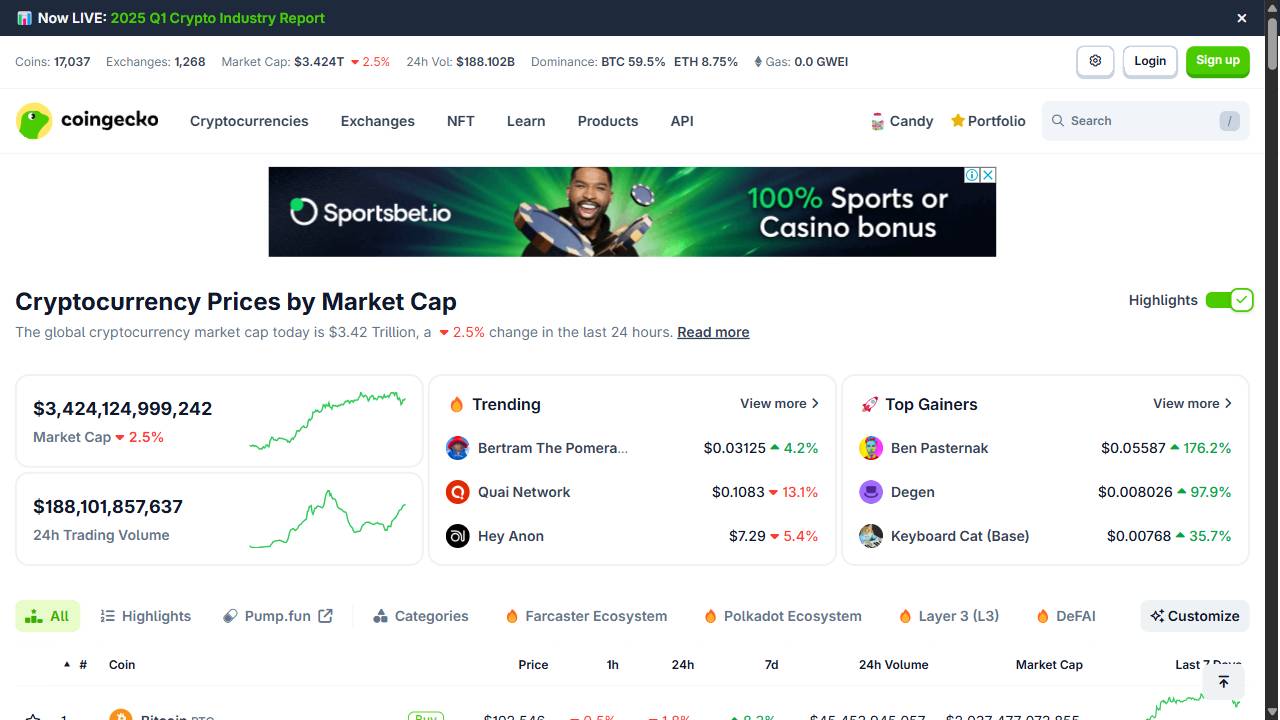 Now LIVE: 2025 Q1 Crypto Industry Report
Coins: 17,037 Exchanges: 1,268 Market Cap: $3.424T 2.5% 24h Vol: $188.102B Dominance: BTC 59.5% ETH 8.75% Gas: 0.0 GWEI
Login
Sign up
coingecko
Cryptocurrencies Exchanges NFT Learn Products API
Candy Portfolio Search /
Sportsbet.io
100% Sports or
Casino bonus
Cryptocurrency Prices by Market Cap
Highlights
The global cryptocurrency market cap today is $3.42 Trillion, a 2.5% change in the last 24 hours. Read more
$3,424,124,999,242
Market Cap 2.5%
$188,101,857,637
24h Trading Volume
Trending View more
Bertram The Pomera... $0.03125 4.2%
Quai Network $0.1083 13.1%
Hey Anon $7.29 5.4%
Top Gainers View more
Ben Pasternak $0.05587 176.2%
Degen $0.008026 97.9%
Keyboard Cat (Base) $0.00768 35.7%
All Highlights Pump.fun Categories Farcaster Ecosystem Polkadot Ecosystem Layer 3 (L3) DeFAI Customize
# Coin Price 1h 24h 7d 24h Volume Market Cap Last 7 Days
1 Bitcoin BTC Buy